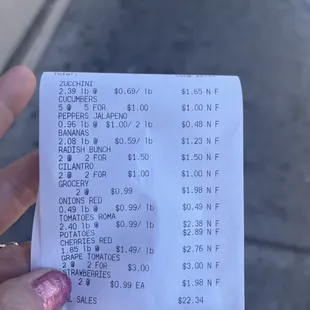 ZUCCHINI
2.39 lb @ $0.69/ lb $1.65 N F
CUCUMBERS
5 @ 5 FOR $1.00 $1.00 N F
PEPPERS JALAPENO
0.96 lb @ $1.00/ 2 lb $0.48 N F
BANANAS
2.08 lb @ $0.59/ lb $1.23 N F
RADISH BUNCH
2 @ 2 FOR $1.50 $1.50 N F
CILANTRO
2 @ 2 FOR $1.00 $1.00 N F
GROCERY
2 @ $0.99 $1.98 N F
ONIONS RED
0.49 lb @ $0.99/ lb $0.49 N F
TOMATOES ROMA
2.40 lb @ $0.99/ lb $2.38 N F
POTATOES $2.89 N F
CHERRIES RED
1.85 lb @ $1.49/ lb $2.76 N F
GRAPE TOMATOES
2 @ 2 FOR $3.00 $3.00 N F
STRAWBERRIES
2 @ $0.99 EA $1.98 N F
SALES $22.34